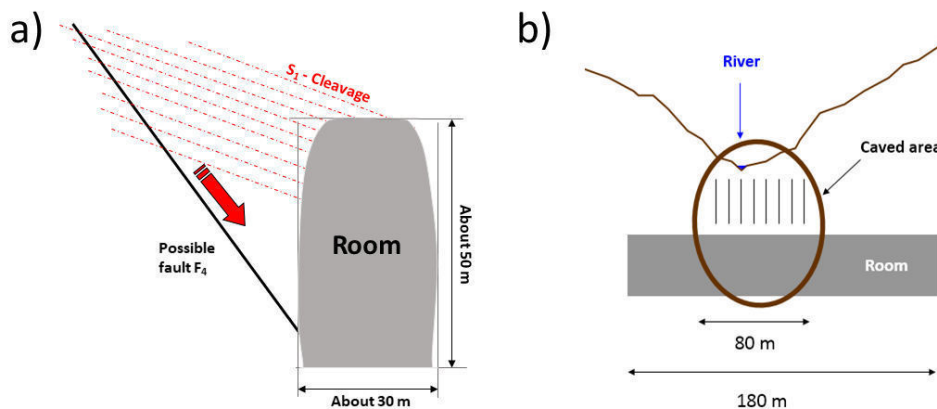 a)
S₁ - Cleavage
Room
Possible
fault F₄
About 50 m
About 30 m
b)
River
Caved area
Room
80 m
180 m